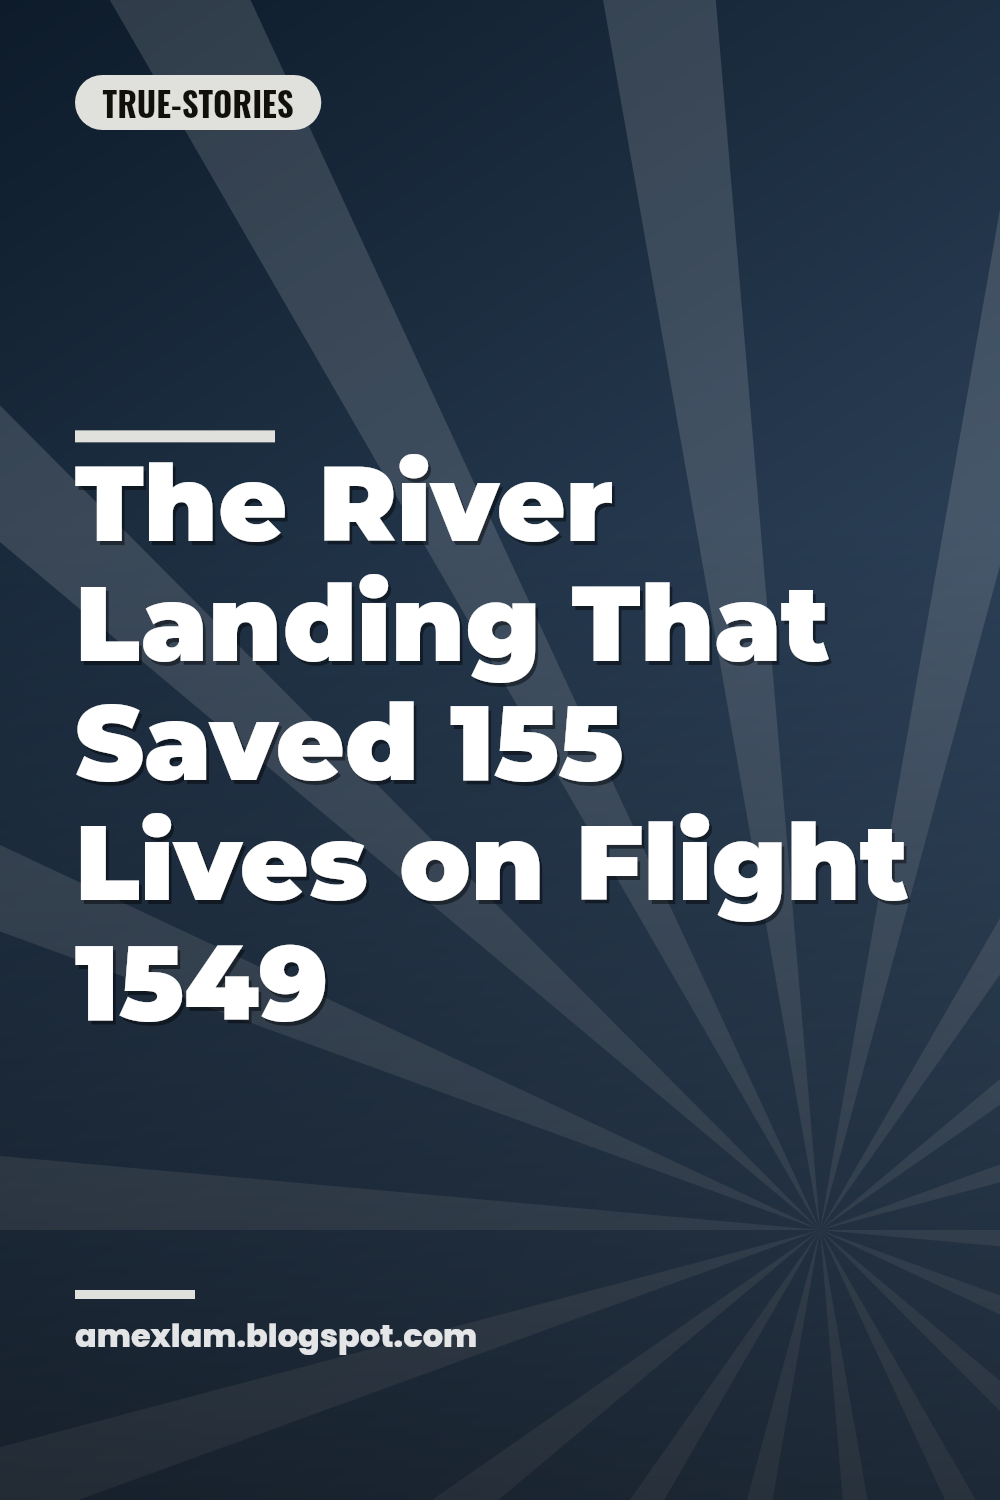 TRUE-STORIES
The River
Landing That
Saved 155
Lives on Flight
1549
amexlam.blogspot.com